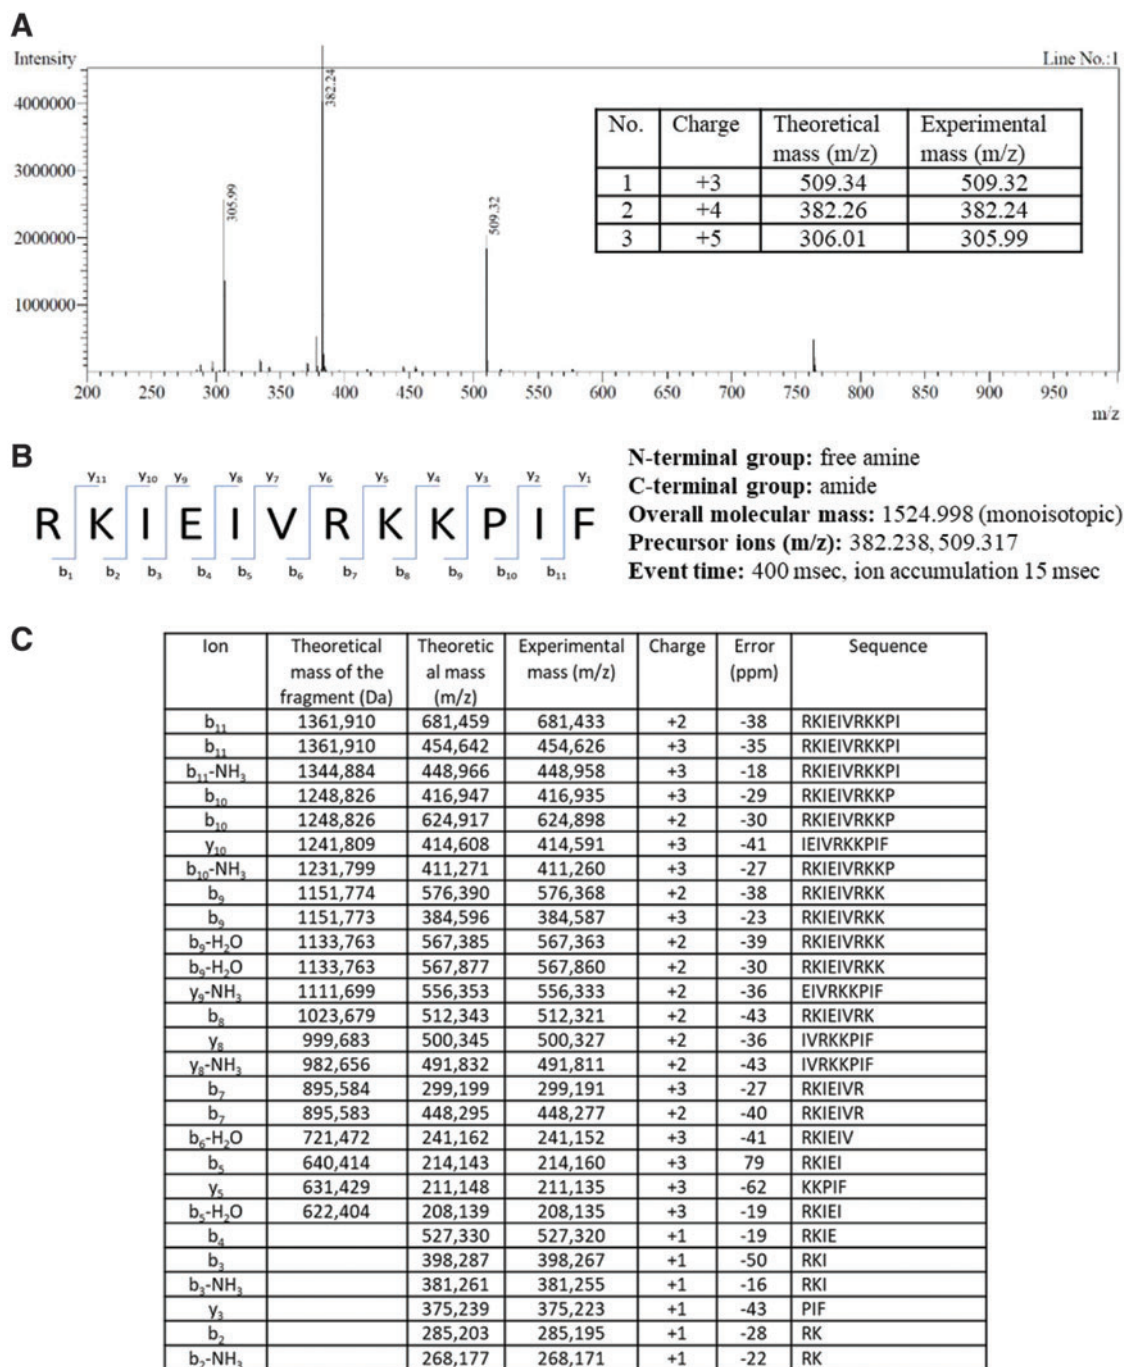 A
Intensity
Line No.:1
4000000
3000000
2000000
1000000
305.99
382.24
509.32
No. Charge Theoretical mass (m/z) Experimental mass (m/z)
1 +3 509.34 509.32
2 +4 382.26 382.24
3 +5 306.01 305.99
200 250 300 350 400 450 500 550 600 650 700 750 800 850 900 950
m/z
B
y11 y10 y9 y8 y7 y6 y5 y4 y3 y2 y1
R K I E I V R K K P I F
b1 b2 b3 b4 b5 b6 b7 b8 b9 b10 b11
N-terminal group: free amine
C-terminal group: amide
Overall molecular mass: 1524.998 (monoisotopic)
Precursor ions (m/z): 382.238, 509.317
Event time: 400 msec, ion accumulation 15 msec
C
Ion Theoretical mass of the fragment (Da) Theoretic al mass (m/z) Experimental mass (m/z) Charge Error (ppm) Sequence
b11 1361,910 681,459 681,433 +2 -38 RKIEIVRKKPI
b11 1361,910 454,642 454,626 +3 -35 RKIEIVRKKPI
b11-NH3 1344,884 448,966 448,958 +3 -18 RKIEIVRKKPI
b10 1248,826 416,947 416,935 +3 -29 RKIEIVRKKP
b10 1248,826 624,917 624,898 +2 -30 RKIEIVRKKP
y10 1241,809 414,608 414,591 +3 -41 IEIVRKKPIF
b10-NH3 1231,799 411,271 411,260 +3 -27 RKIEIVRKKP
b9 1151,774 576,390 576,368 +2 -38 RKIEIVRKK
b9 1151,773 384,596 384,587 +3 -23 RKIEIVRKK
b9-H2O 1133,763 567,385 567,363 +2 -39 RKIEIVRKK
b9-H2O 1133,763 567,877 567,860 +2 -30 RKIEIVRKK
y9-NH3 1111,699 556,353 556,333 +2 -36 EIVRKKPIF
b8 1023,679 512,343 512,321 +2 -43 RKIEIVRK
y8 999,683 500,345 500,327 +2 -36 IVRKKPIF
y8-NH3 982,656 491,832 491,811 +2 -43 IVRKKPIF
b7 895,584 299,199 299,191 +3 -27 RKIEIVR
b7 895,583 448,295 448,277 +2 -40 RKIEIVR
b6-H2O 721,472 241,162 241,152 +3 -41 RKIEIV
b5 640,414 214,143 214,160 +3 79 RKIEI
y5 631,429 211,148 211,135 +3 -62 KKPIF
b5-H2O 622,404 208,139 208,135 +3 -19 RKIEI
b4 527,330 527,320 +1 -19 RKIE
b3 398,287 398,267 +1 -50 RKI
b3-NH3 381,261 381,255 +1 -16 RKI
y3 375,239 375,223 +1 -43 PIF
b2 285,203 285,195 +1 -28 RK
b2-NH3 268,177 268,171 +1 -22 RK